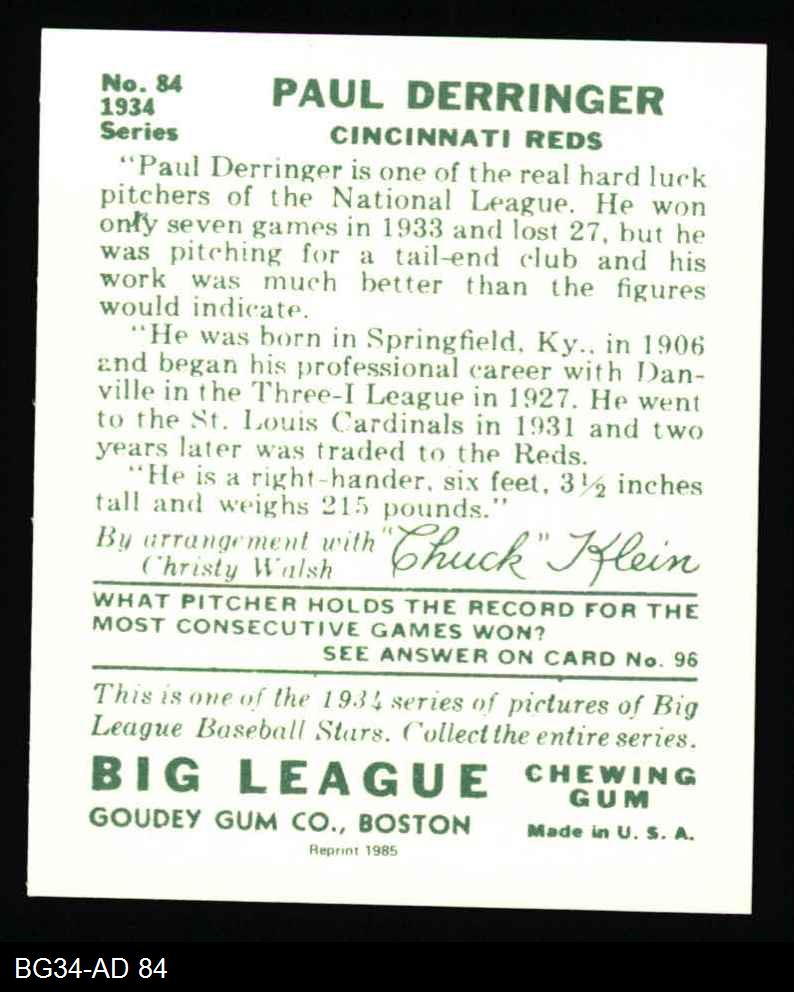 No. 84
1934
Series
PAUL DERRINGER
CINCINNATI REDS
"Paul Derringer is one of the real hard luck
pitchers of the National League. He won
only seven games in 1933 and lost 27, but he
was pitching for a tail-end club and his
work was much better than the figures
would indicate.
"He was born in Springfield, Ky., in 1906
and began his professional career with Dan-
ville in the Three-I League in 1927. He went
to the St. Louis Cardinals in 1931 and two
years later was traded to the Reds.
"He is a right-hander, six feet, 3½ inches
tall and weighs 215 pounds."
By arrangement with
Christy Walsh
"Chuck" Klein
WHAT PITCHER HOLDS THE RECORD FOR THE
MOST CONSECUTIVE GAMES WON?
SEE ANSWER ON CARD No. 96
This is one of the 1934 series of pictures of Big
League Baseball Stars. Collect the entire series.
BIG LEAGUE
CHEWING
GUM
GOUDEY GUM CO., BOSTON
Made in U. S. A.
Reprint 1985
BG34-AD 84